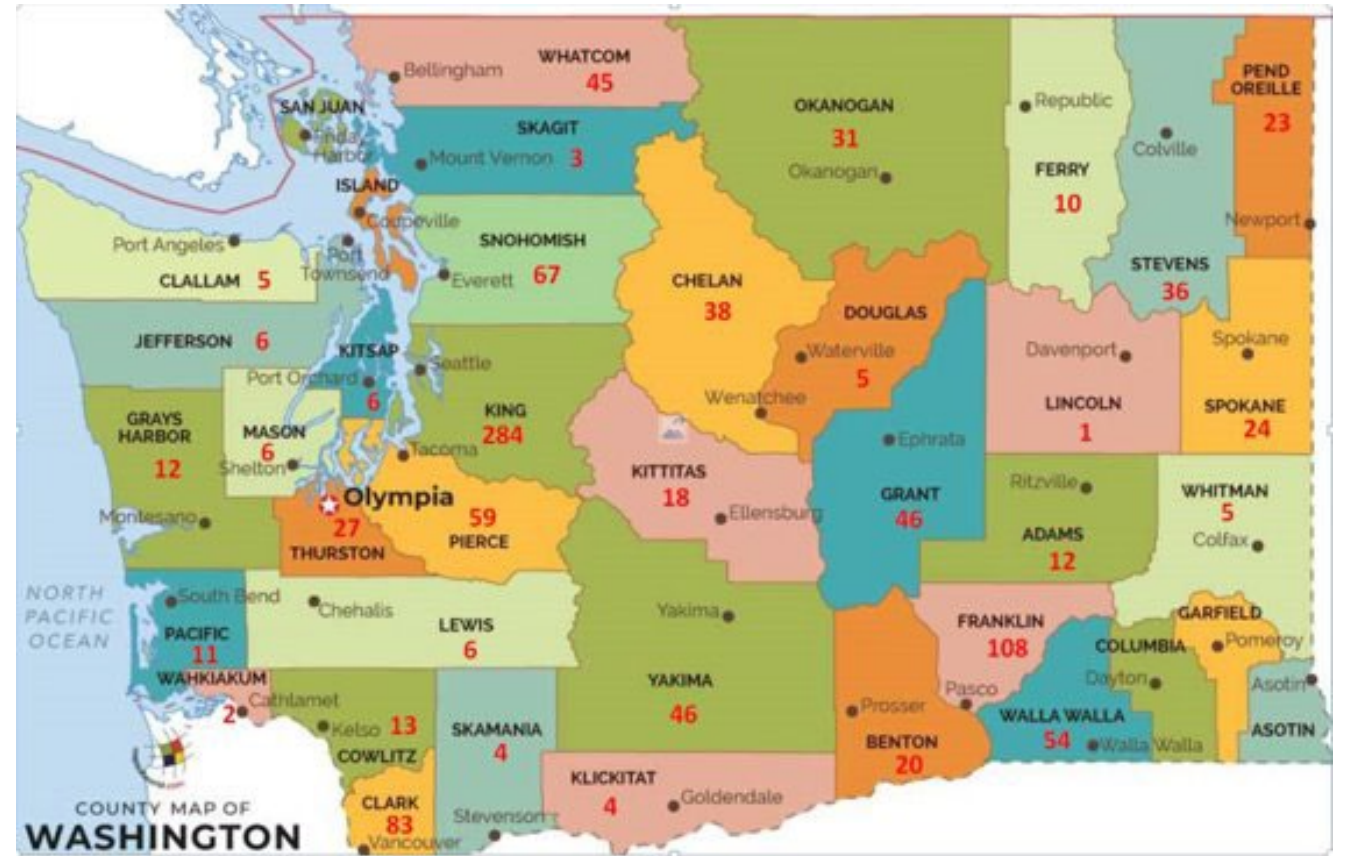 WHATCOM
45
Bellingham
SAN JUAN
Friday
Harbor
SKAGIT
Mount Vernon 3
OKANOGAN
31
Okanogan
Republic
FERRY
10
Colville
PEND
OREILLE
23
Newport
STEVENS
36
ISLAND
Coupeville
Port Angeles
CLALLAM 5
Port
Townsend
SNOHOMISH
67
Everett
CHELAN
38
DOUGLAS
Waterville
5
Wenatchee
JEFFERSON 6
KITSAP
Port Orchard
6
Seattle
KING
284
Davenport
LINCOLN
1
Spokane
SPOKANE
24
GRAYS
HARBOR
12
Montesano
MASON
6
Shelton
Tacoma
Olympia
27
THURSTON
59
PIERCE
KITTITAS
18
Ellensburg
Ephrata
GRANT
46
Ritzville
ADAMS
12
WHITMAN
5
Colfax
NORTH
PACIFIC
OCEAN
South Bend
PACIFIC
11
Chehalis
LEWIS
6
Yakima
YAKIMA
46
FRANKLIN
108
Pasco
COLUMBIA
Dayton
GARFIELD
Pomeroy
WAHKIAKUM
2
Cathlamet
Kelso 13
COWLITZ
SKAMANIA
4
Stevenson
Prosser
BENTON
20
WALLA WALLA
54
Walla Walla
Asotin
ASOTIN
CLARK
83
Vancouver
KLICKITAT
4
Goldendale
COUNTY MAP OF
WASHINGTON